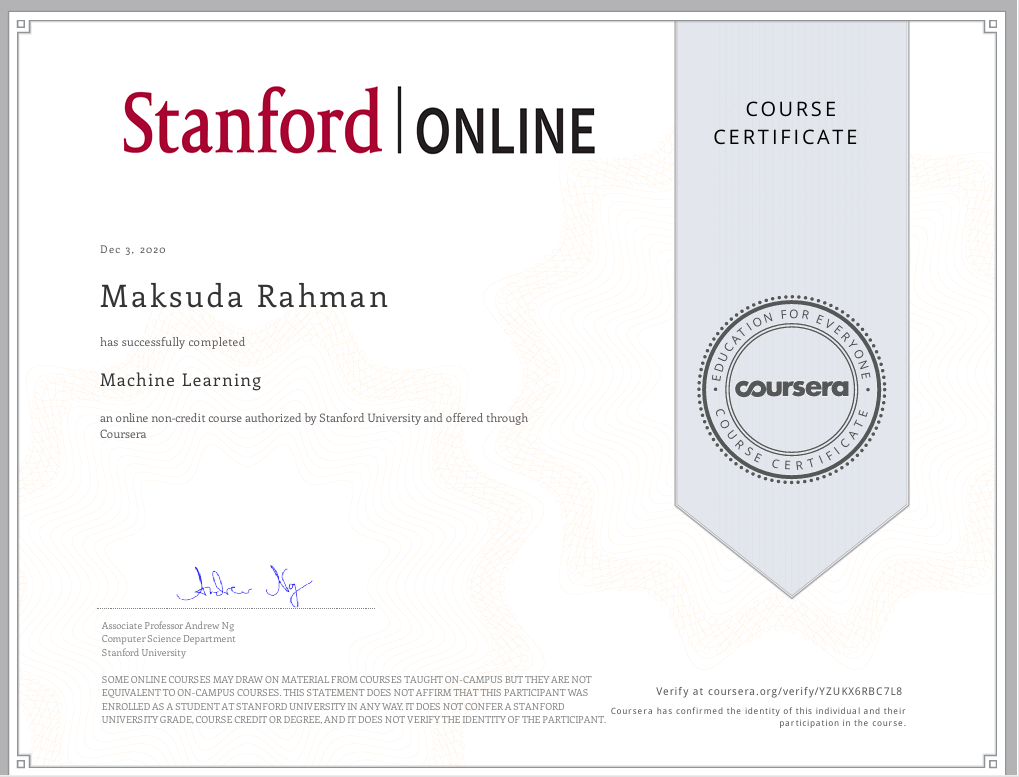 Stanford | ONLINE
COURSE
CERTIFICATE
Dec 3, 2020
Maksuda Rahman
has successfully completed
Machine Learning
an online non-credit course authorized by Stanford University and offered through
Coursera
EDUCATION FOR EVERYONE
coursera
COURSE CERTIFICATE
Andrew Ng
Associate Professor Andrew Ng
Computer Science Department
Stanford University
SOME ONLINE COURSES MAY DRAW ON MATERIAL FROM COURSES TAUGHT ON-CAMPUS BUT THEY ARE NOT
EQUIVALENT TO ON-CAMPUS COURSES. THIS STATEMENT DOES NOT AFFIRM THAT THIS PARTICIPANT WAS
ENROLLED AS A STUDENT AT STANFORD UNIVERSITY IN ANY WAY. IT DOES NOT CONFER A STANFORD
UNIVERSITY GRADE, COURSE CREDIT OR DEGREE, AND IT DOES NOT VERIFY THE IDENTITY OF THE PARTICIPANT.
Verify at coursera.org/verify/YZUKX6RBC7L8
Coursera has confirmed the identity of this individual and their
participation in the course.